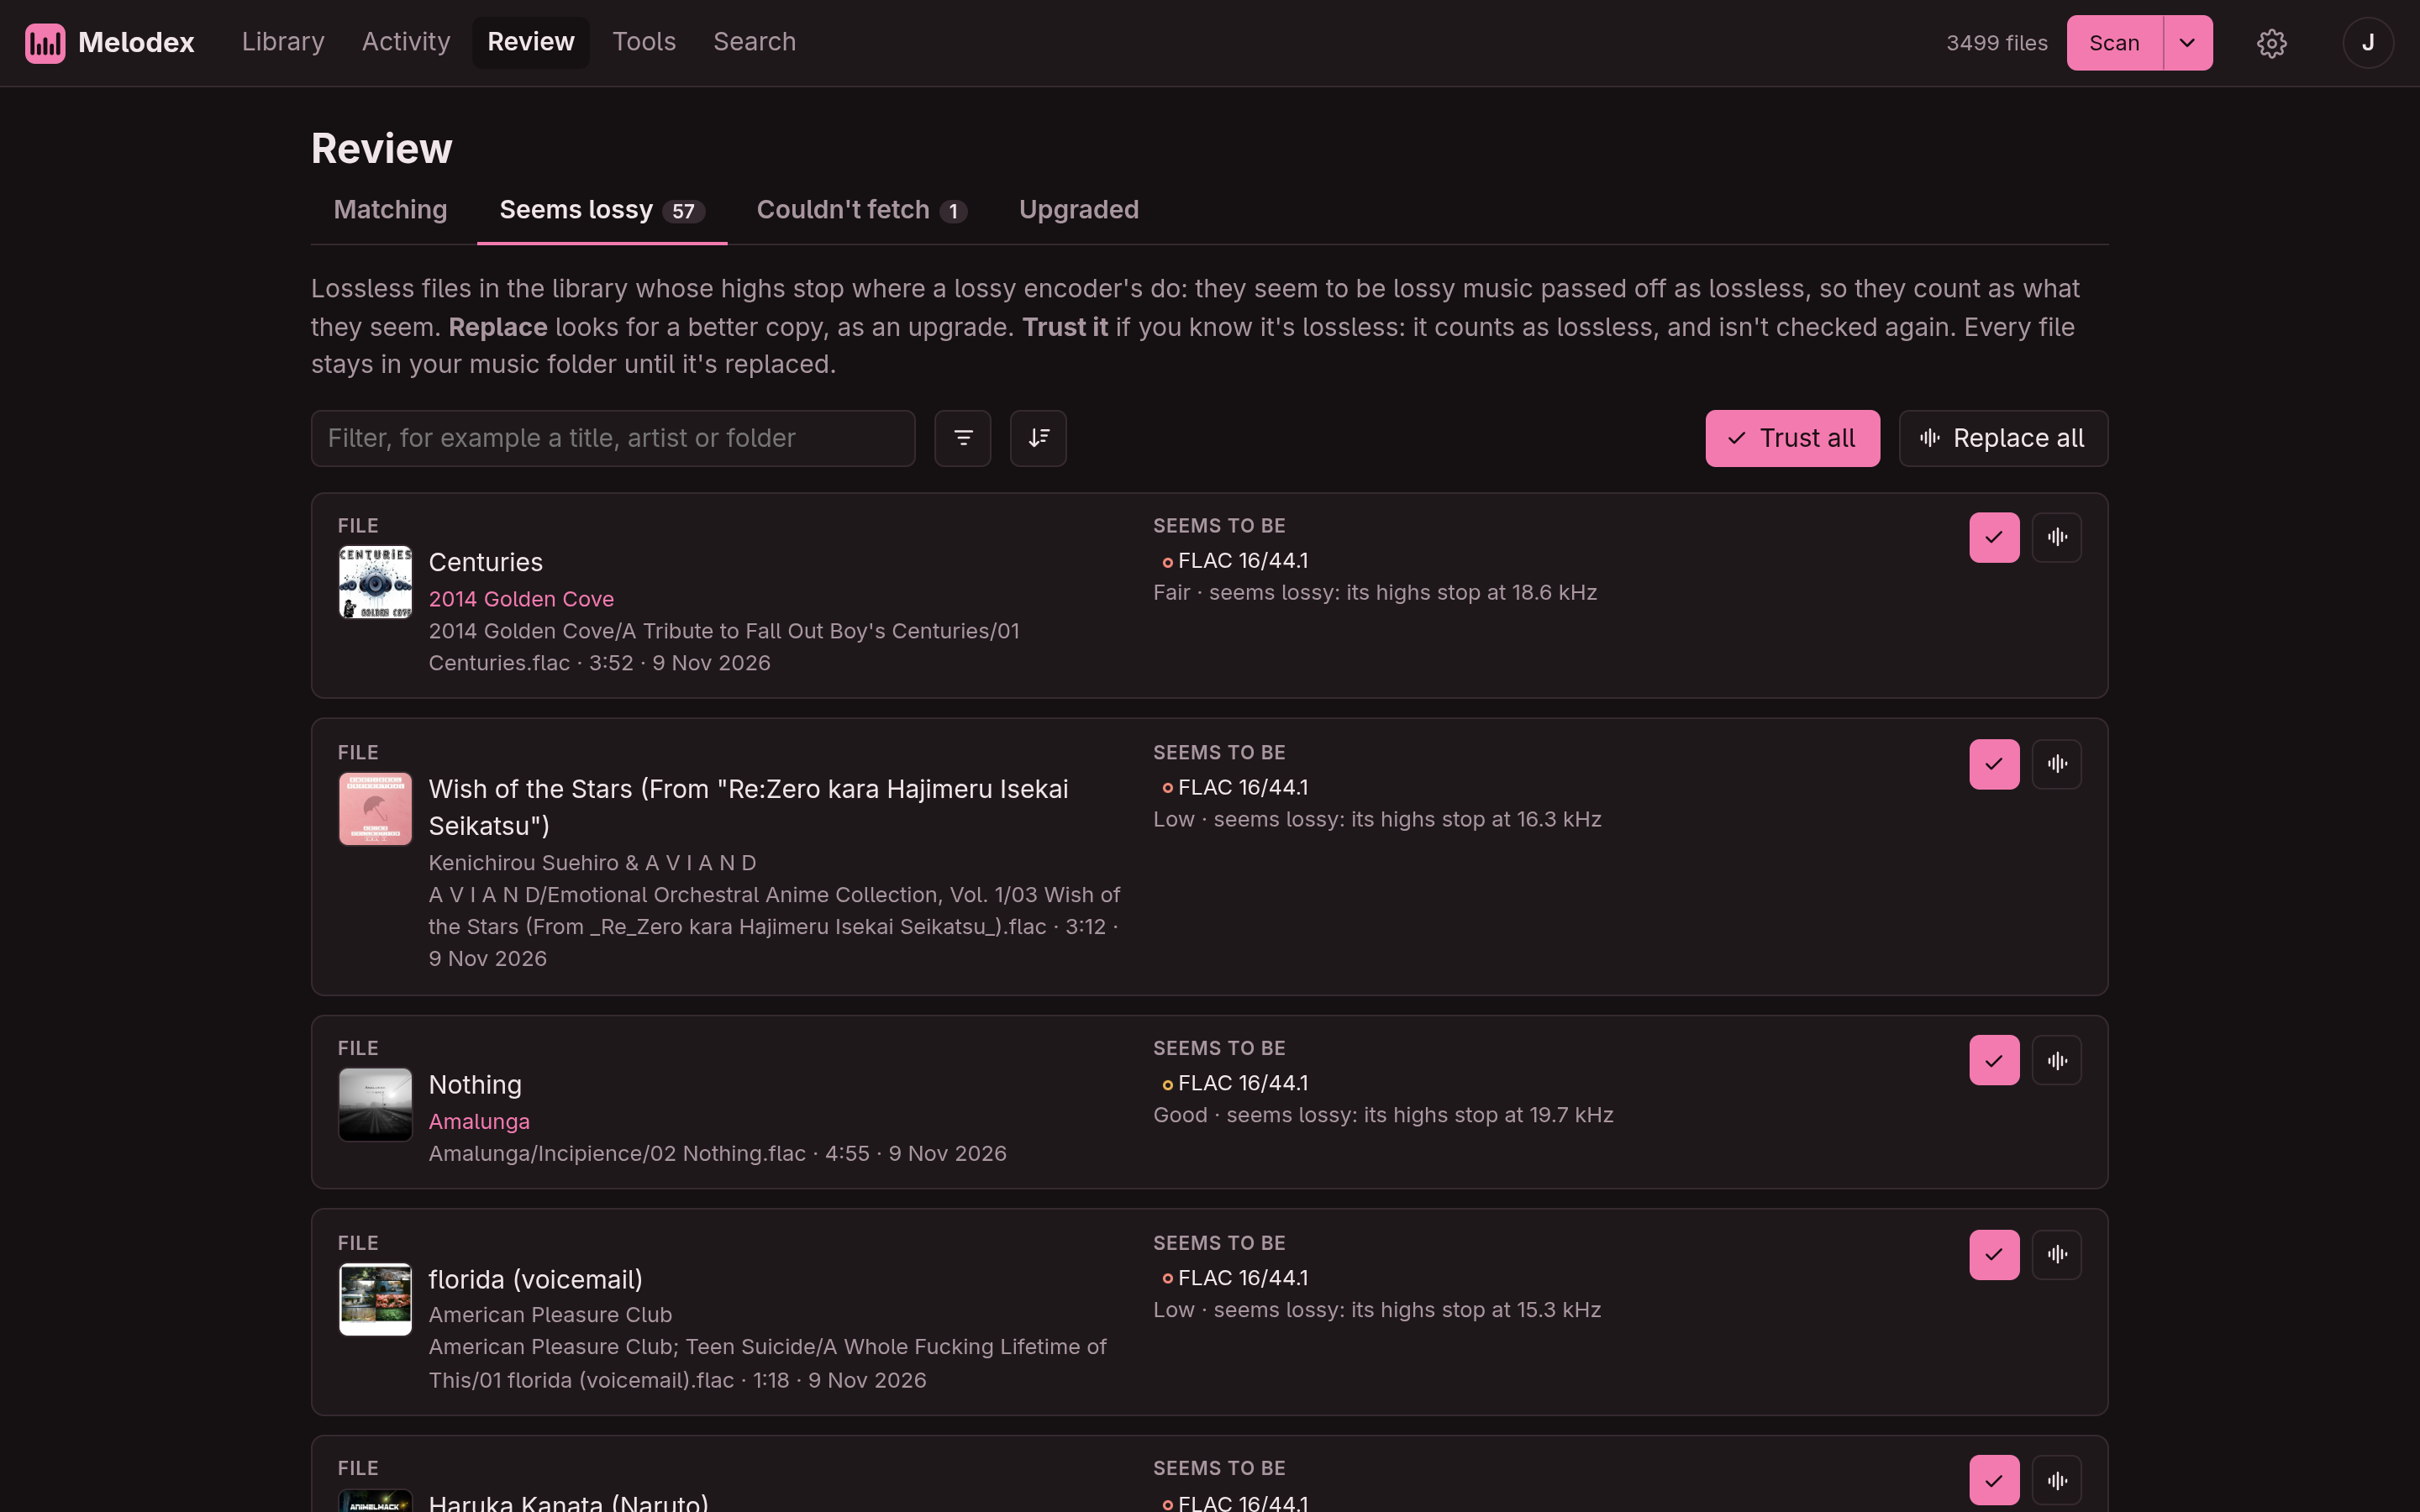 Melodex
Library
Activity
Review
Tools
Search
3499 files
Scan
J
Review
Matching
Seems lossy 57
Couldn't fetch 1
Upgraded
Lossless files in the library whose highs stop where a lossy encoder's do: they seem to be lossy music passed off as lossless, so they count as what
they seem. Replace looks for a better copy, as an upgrade. Trust it if you know it's lossless: it counts as lossless, and isn't checked again. Every file
stays in your music folder until it's replaced.
Filter, for example a title, artist or folder
Trust all
Replace all
FILE
CENTURIES
GOLDEN COVE
Centuries
2014 Golden Cove
2014 Golden Cove/A Tribute to Fall Out Boy's Centuries/01
Centuries.flac · 3:52 · 9 Nov 2026
SEEMS TO BE
FLAC 16/44.1
Fair · seems lossy: its highs stop at 18.6 kHz
FILE
Wish of the Stars (From "Re:Zero kara Hajimeru Isekai
Seikatsu")
Kenichirou Suehiro & A V I A N D
A V I A N D/Emotional Orchestral Anime Collection, Vol. 1/03 Wish of
the Stars (From _Re_Zero kara Hajimeru Isekai Seikatsu_).flac · 3:12 ·
9 Nov 2026
SEEMS TO BE
FLAC 16/44.1
Low · seems lossy: its highs stop at 16.3 kHz
FILE
Nothing
Amalunga
Amalunga/Incipience/02 Nothing.flac · 4:55 · 9 Nov 2026
SEEMS TO BE
FLAC 16/44.1
Good · seems lossy: its highs stop at 19.7 kHz
FILE
florida (voicemail)
American Pleasure Club
American Pleasure Club; Teen Suicide/A Whole Fucking Lifetime of
This/01 florida (voicemail).flac · 1:18 · 9 Nov 2026
SEEMS TO BE
FLAC 16/44.1
Low · seems lossy: its highs stop at 15.3 kHz
FILE
ANIMELMACK
Haruka Kanata (Naruto)
SEEMS TO BE
FLAC 16/44.1